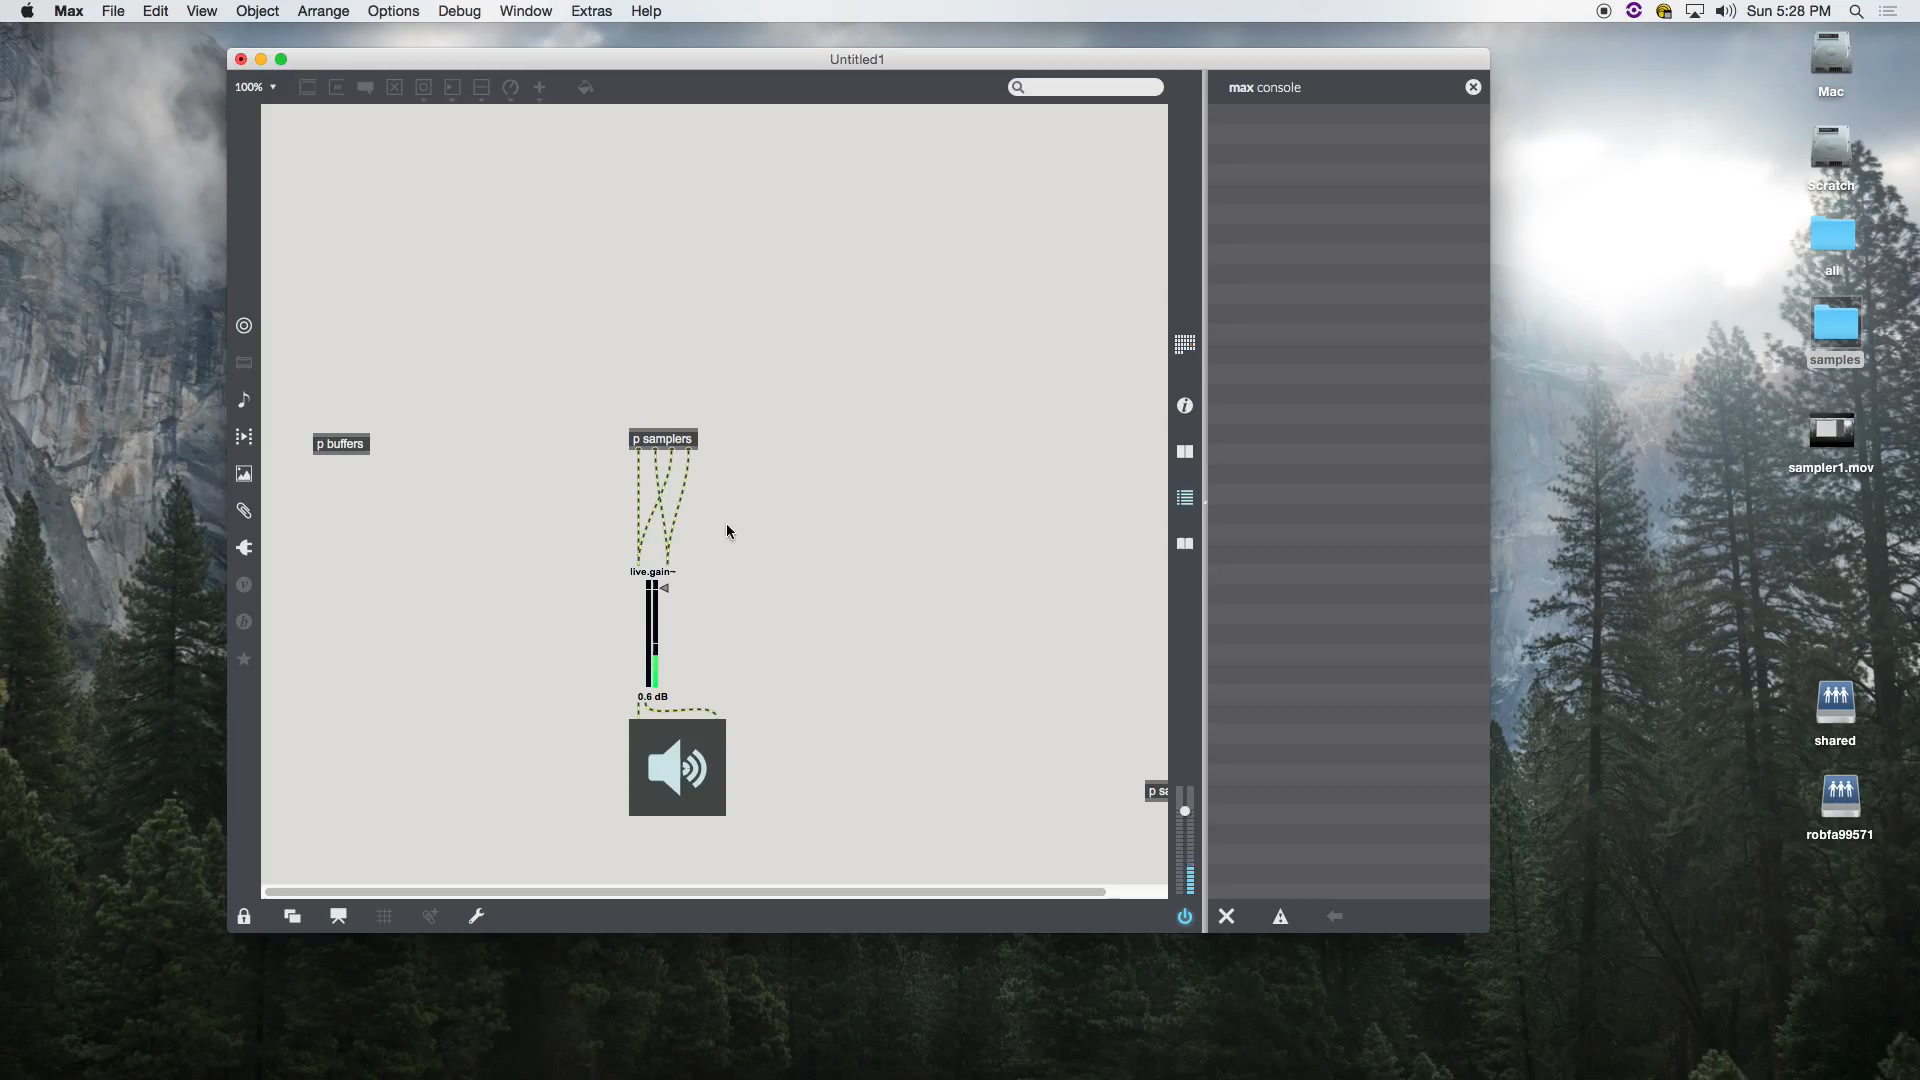 Max File Edit View Object Arrange Options Debug Window Extras Help
Sun 5:28 PM
Untitled1
100%
max console
p buffers
p samplers
live.gain~
0.6 dB
p sa
Mac
Scratch
all
samples
sampler1.mov
shared
robfa99571